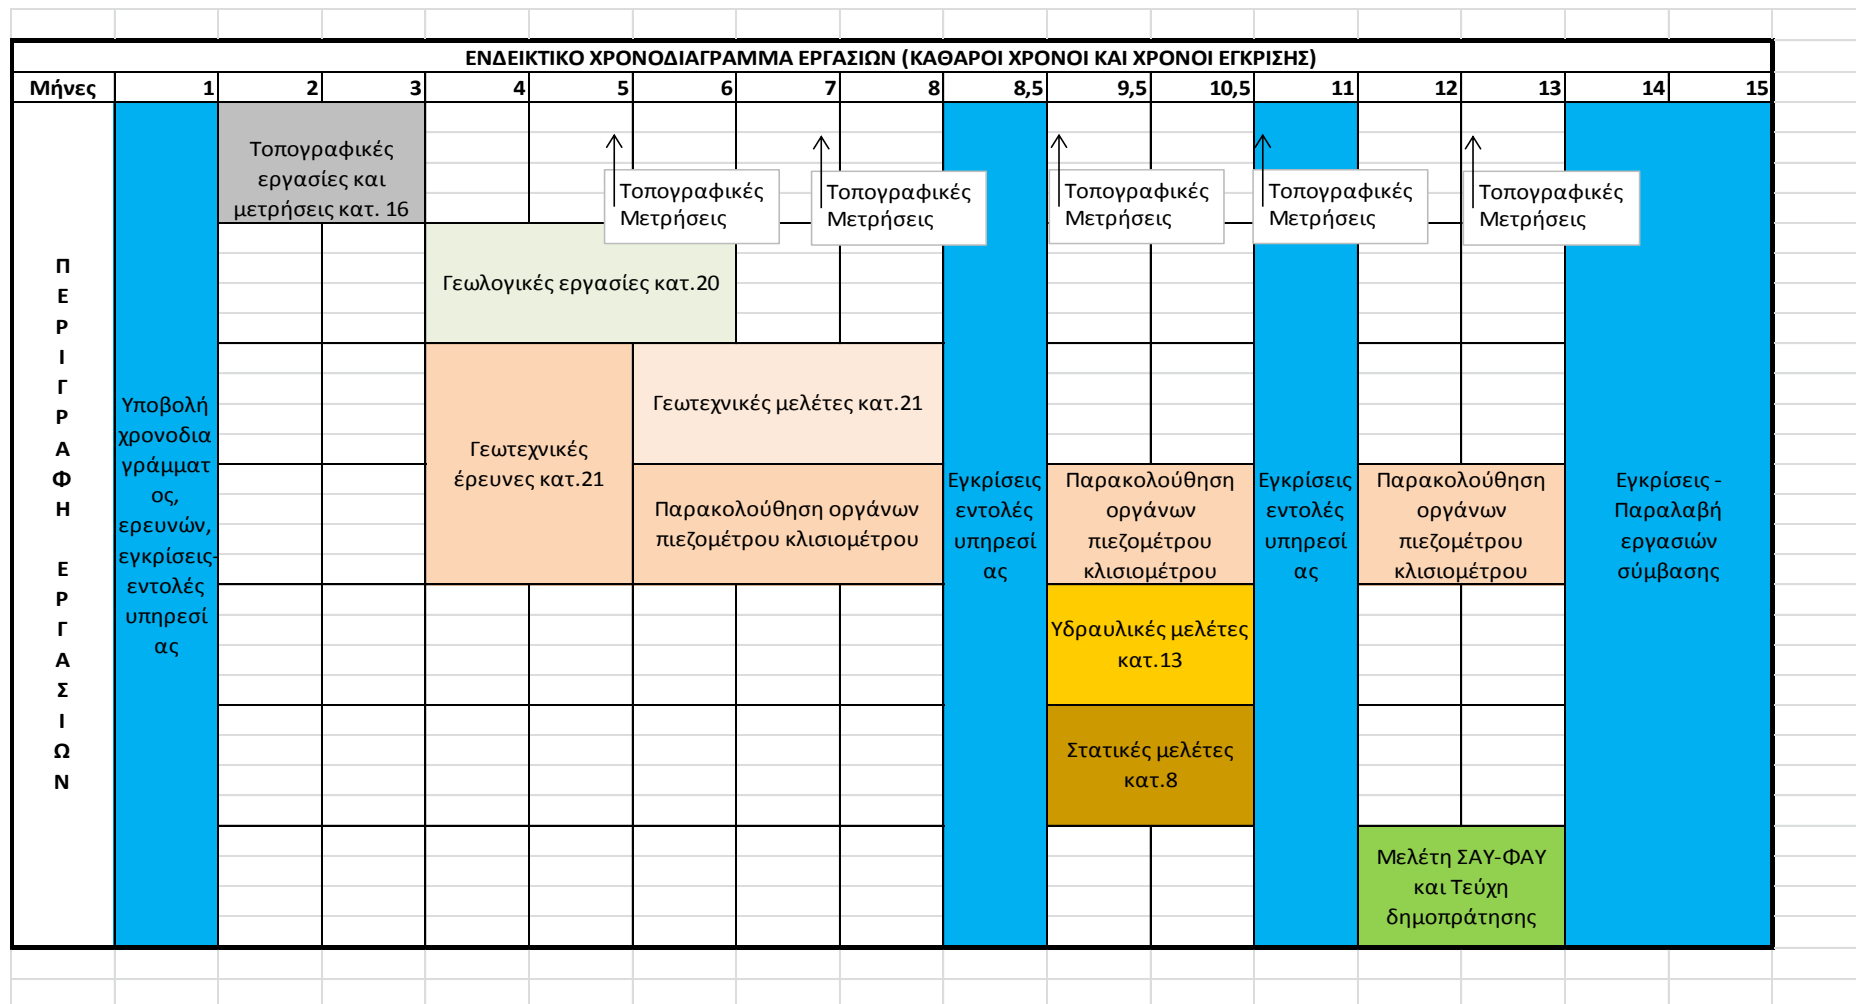 ΕΝΔΕΙΚΤΙΚΟ ΧΡΟΝΟΔΙΑΓΡΑΜΜΑ ΕΡΓΑΣΙΩΝ (ΚΑΘΑΡΟΙ ΧΡΟΝΟΙ ΚΑΙ ΧΡΟΝΟΙ ΕΓΚΡΙΣΗΣ)
Μήνες 1 2 3 4 5 6 7 8 8,5 9,5 10,5 11 12 13 14 15
Π
Ε
Ρ
Ι
Γ
Ρ
Α
Φ
Η
Ε
Ρ
Γ
Α
Σ
Ι
Ω
Ν
Υποβολή
χρονοδια
γράμματ
ος,
ερευνών,
εγκρίσεις-
εντολές
υπηρεσί
ας
Τοπογραφικές
εργασίες και
μετρήσεις κατ. 16
Τοπογραφικές
Μετρήσεις
Τοπογραφικές
Μετρήσεις
Τοπογραφικές
Μετρήσεις
Τοπογραφικές
Μετρήσεις
Τοπογραφικές
Μετρήσεις
Γεωλογικές εργασίες κατ.20
Γεωτεχνικές
έρευνες κατ.21
Γεωτεχνικές μελέτες κατ.21
Παρακολούθηση οργάνων
πιεζομέτρου κλισιομέτρου
Εγκρίσεις
εντολές
υπηρεσί
ας
Παρακολούθηση
οργάνων
πιεζομέτρου
κλισιομέτρου
Υδραυλικές μελέτες
κατ.13
Στατικές μελέτες
κατ.8
Εγκρίσεις
εντολές
υπηρεσί
ας
Παρακολούθηση
οργάνων
πιεζομέτρου
κλισιομέτρου
Μελέτη ΣΑΥ-ΦΑΥ
και Τεύχη
δημοπράτησης
Εγκρίσεις -
Παραλαβή
εργασιών
σύμβασης